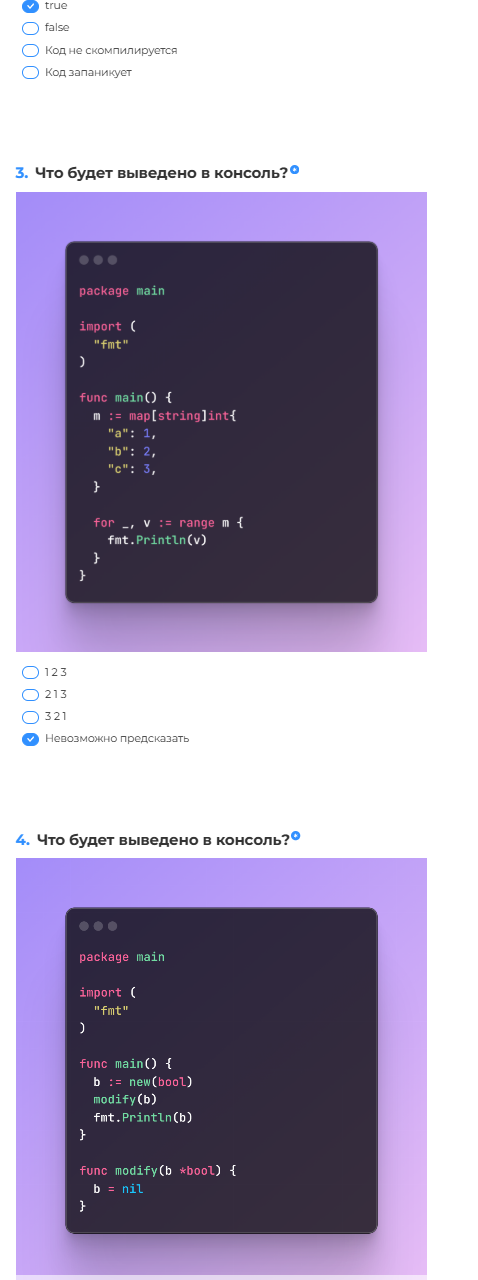 true
false
Код не скомпилируется
Код запаникует
3. Что будет выведено в консоль?
package main
import (
"fmt"
)
func main() {
m := map[string]int{
"a": 1,
"b": 2,
"c": 3,
}
for _, v := range m {
fmt.Println(v)
}
}
1 2 3
2 1 3
3 2 1
Невозможно предсказать
4. Что будет выведено в консоль?
package main
import (
"fmt"
)
func main() {
b := new(bool)
modify(b)
fmt.Println(b)
}
func modify(b *bool) {
b = nil
}